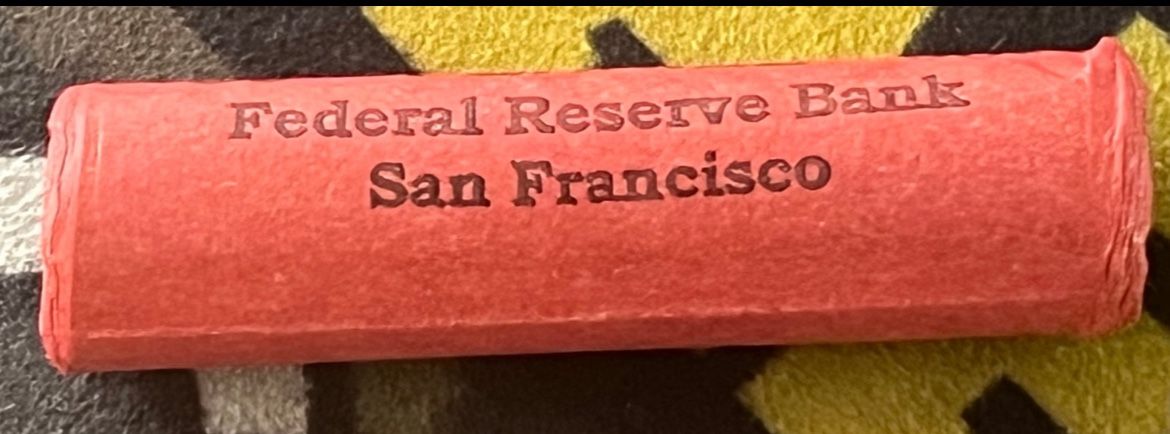 Federal Reserve Bank
San Francisco